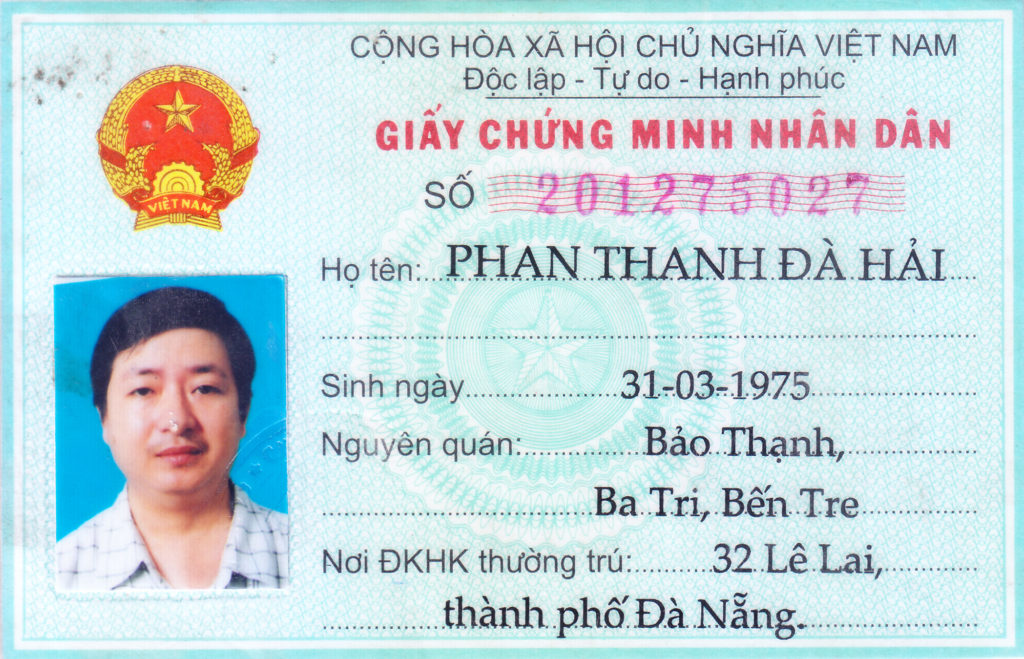 CỘNG HÒA XÃ HỘI CHỦ NGHĨA VIỆT NAM
Độc lập - Tự do - Hạnh phúc
GIẤY CHỨNG MINH NHÂN DÂN
VIỆT NAM
SỐ 201275027
Họ tên: PHAN THANH ĐÀ HẢI
Sinh ngày 31-03-1975
Nguyên quán: Bảo Thạnh,
Ba Tri, Bến Tre
Nơi ĐKHK thường trú: 32 Lê Lai,
thành phố Đà Nẵng.